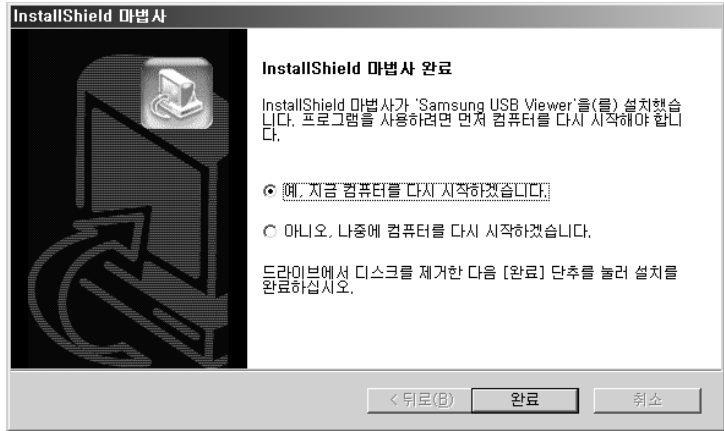 InstallShield 마법사
InstallShield 마법사 완료
InstallShield 마법사가 'Samsung USB Viewer'을(를) 설치했습
니다. 프로그램을 사용하려면 먼저 컴퓨터를 다시 시작해야 합니
다.
예, 지금 컴퓨터를 다시 시작하겠습니다.
아니오, 나중에 컴퓨터를 다시 시작하겠습니다.
드라이브에서 디스크를 제거한 다음 [완료] 단추를 눌러 설치를
완료하십시오.
< 뒤로(B) 완료 취소